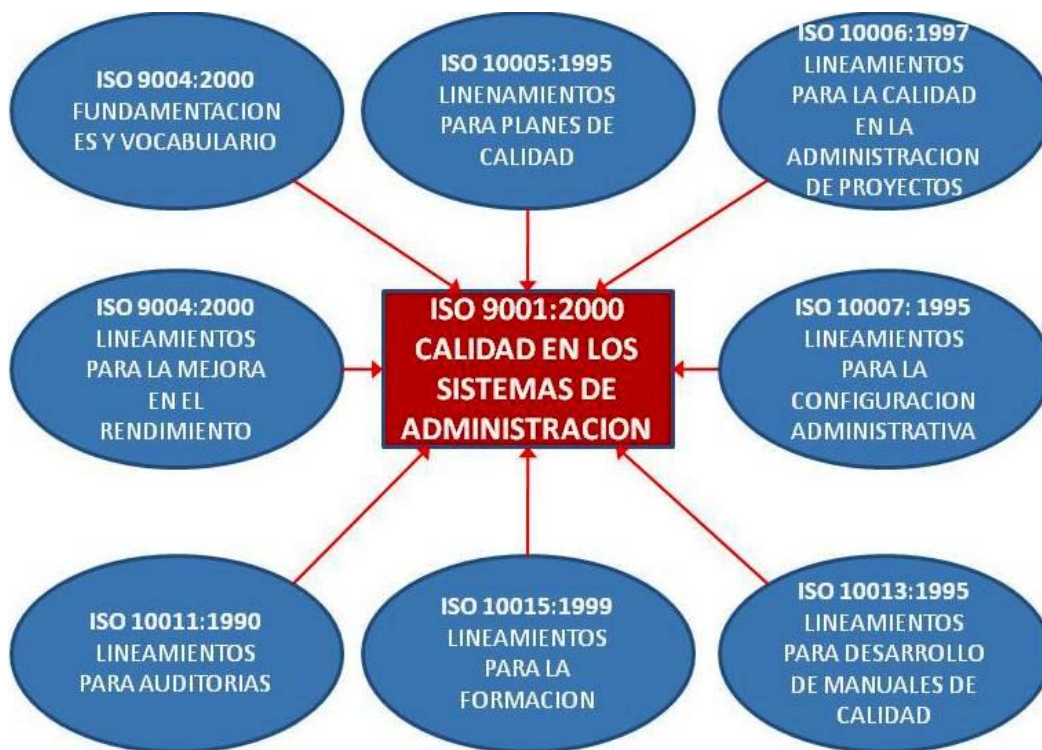 ISO 9004:2000
FUNDAMENTACION
ES Y VOCABULARIO
ISO 10005:1995
LINENAMIENTOS
PARA PLANES DE
CALIDAD
ISO 10006:1997
LINEAMIENTOS
PARA LA CALIDAD
EN LA
ADMINISTRACION
DE PROYECTOS
ISO 9004:2000
LINEAMIENTOS
PARA LA MEJORA
EN EL
RENDIMIENTO
ISO 9001:2000
CALIDAD EN LOS
SISTEMAS DE
ADMINISTRACION
ISO 10007: 1995
LINEAMIENTOS
PARA LA
CONFIGURACION
ADMINISTRATIVA
ISO 10011:1990
LINEAMIENTOS
PARA AUDITORIAS
ISO 10015:1999
LINEAMIENTOS
PARA LA
FORMACION
ISO 10013:1995
LINEAMIENTOS
PARA DESARROLLO
DE MANUALES DE
CALIDAD